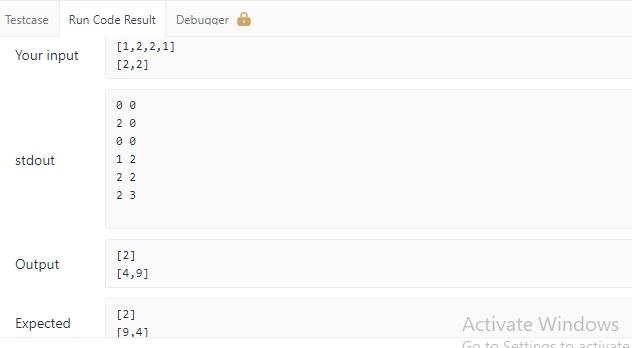 Testcase Run Code Result Debugger
Your input
[1,2,2,1]
[2,2]
stdout
0 0
2 0
0 0
1 2
2 2
2 3
Output
[2]
[4,9]
Expected
[2]
[9,4]
Activate Windows
Go to Settings to activate